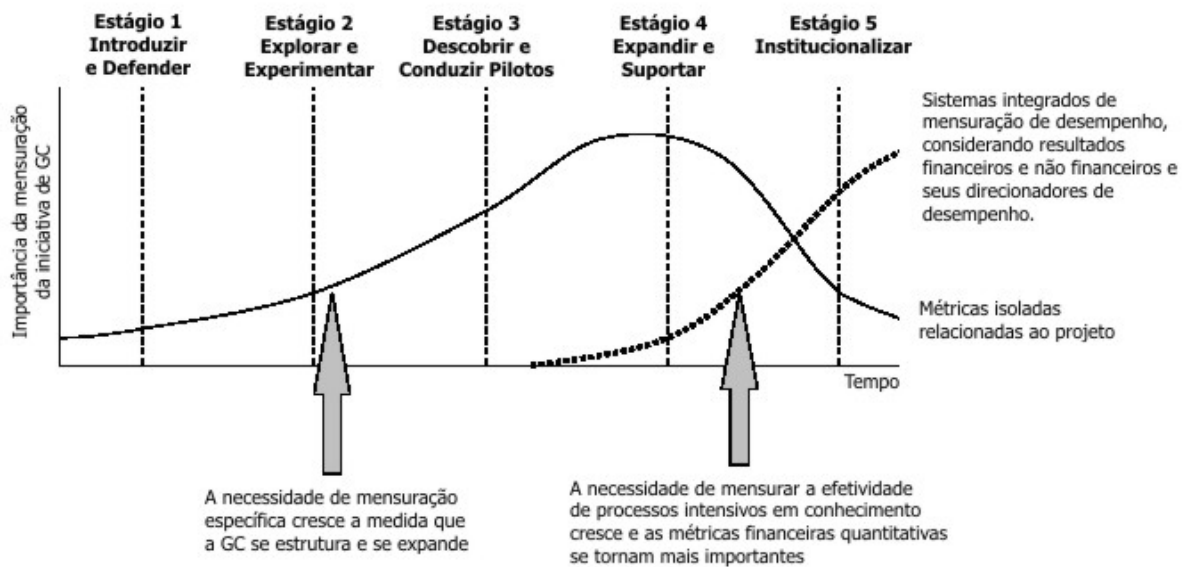 Estágio 1
Introduzir
e Defender
Estágio 2
Explorar e
Experimentar
Estágio 3
Descobrir e
Conduzir Pilotos
Estágio 4
Expandir e
Suportar
Estágio 5
Institucionalizar
Importância da mensuração
da iniciativa de GC
Sistemas integrados de
mensuração de desempenho,
considerando resultados
financeiros e não financeiros e
seus direcionadores de
desempenho.
Métricas isoladas
relacionadas ao projeto
Tempo
A necessidade de mensuração
específica cresce a medida que
a GC se estrutura e se expande
A necessidade de mensurar a efetividade
de processos intensivos em conhecimento
cresce e as métricas financeiras quantitativas
se tornam mais importantes